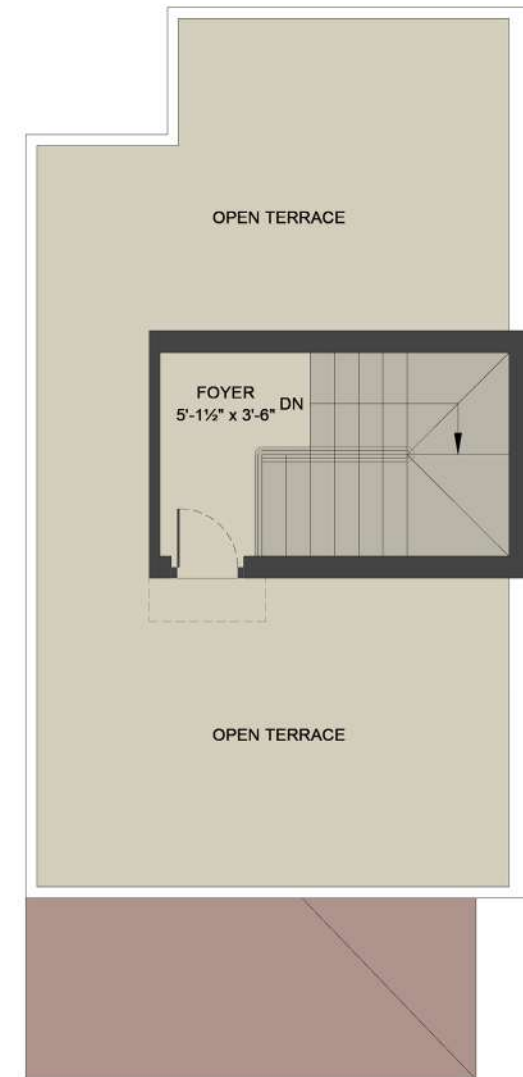 OPEN TERRACE
FOYER
5'-1½" x 3'-6"
DN
OPEN TERRACE